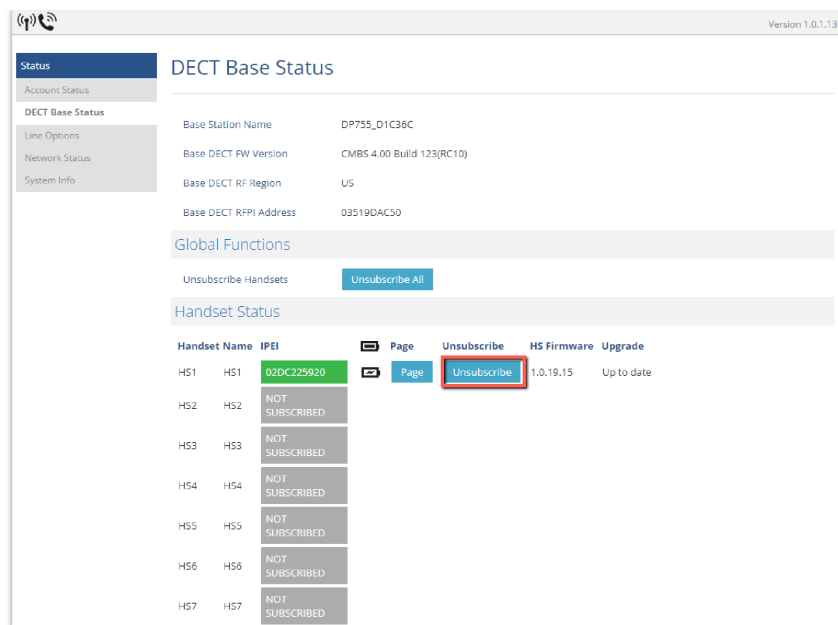 Version 1.0.1.13
Status
Account Status
DECT Base Status
Line Options
Network Status
System Info
DECT Base Status
Base Station Name DP755_D1C36C
Base DECT FW Version CMBS 4.00 Build 123(RC10)
Base DECT RF Region US
Base DECT RFPI Address 03519DAC50
Global Functions
Unsubscribe Handsets Unsubscribe All
Handset Status
Handset Name IPEI Page Unsubscribe HS Firmware Upgrade
HS1 HS1 02DC225920 Page Unsubscribe 1.0.19.15 Up to date
HS2 HS2 NOT
SUBSCRIBED
HS3 HS3 NOT
SUBSCRIBED
HS4 HS4 NOT
SUBSCRIBED
HS5 HS5 NOT
SUBSCRIBED
HS6 HS6 NOT
SUBSCRIBED
HS7 HS7 NOT
SUBSCRIBED